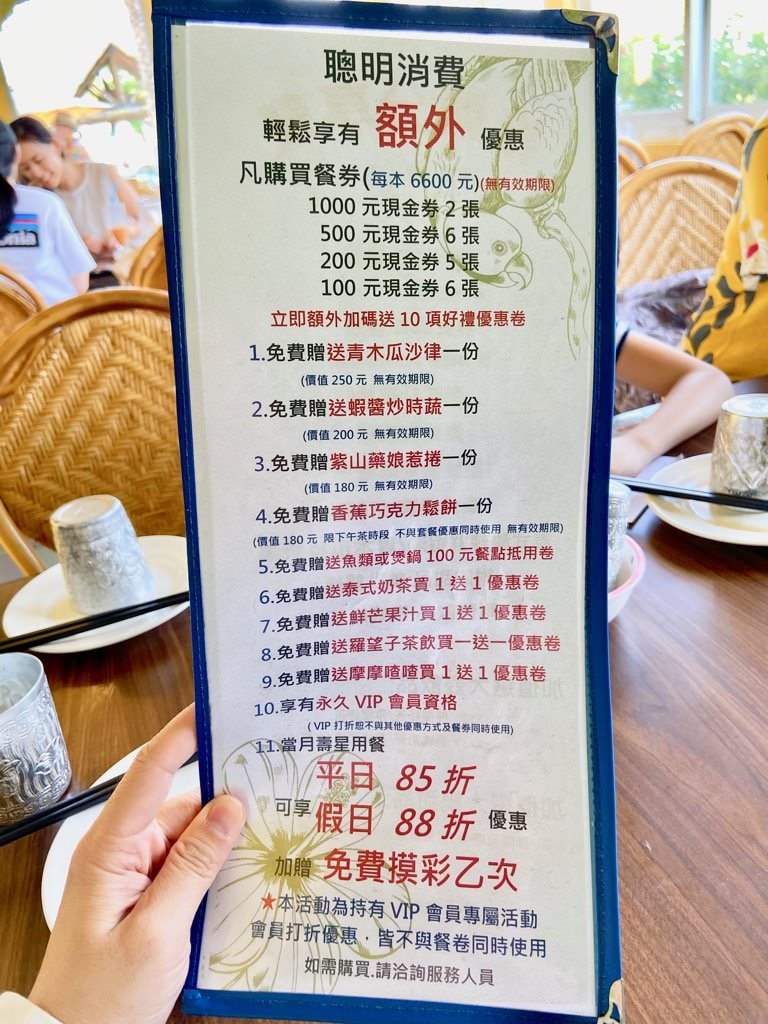 聰明消費
輕鬆享有 額外 優惠
凡購買餐券(每本 6600 元)(無有效期限)
1000 元現金券 2 張
500 元現金券 6 張
200 元現金券 5 張
100 元現金券 6 張
立即額外加碼送 10 項好禮優惠卷
1.免費贈送青木瓜沙律一份
(價值 250 元 無有效期限)
2.免費贈送蝦醬炒時蔬一份
(價值 200 元 無有效期限)
3.免費贈紫山藥娘惹捲一份
(價值 180 元 無有效期限)
4.免費贈香蕉巧克力鬆餅一份
(價值 180 元 限下午茶時段 不與套餐優惠同時使用 無有效期限)
5.免費贈送魚類或煲鍋 100 元餐點抵用卷
6.免費贈送泰式奶茶買 1 送 1 優惠卷
7.免費贈送鮮芒果汁買 1 送 1 優惠卷
8.免費贈送羅望子茶飲買一送一優惠卷
9.免費贈送摩摩喳喳買 1 送 1 優惠卷
10.享有永久 VIP 會員資格
( VIP 打折恕不與其他優惠方式及餐券同時使用)
11.當月壽星用餐
可享 平日 85 折
假日 88 折 優惠
加贈 免費摸彩乙次
★本活動為持有 VIP 會員專屬活動
會員打折優惠，皆不與餐卷同時使用
如需購買.請洽詢服務人員
nia